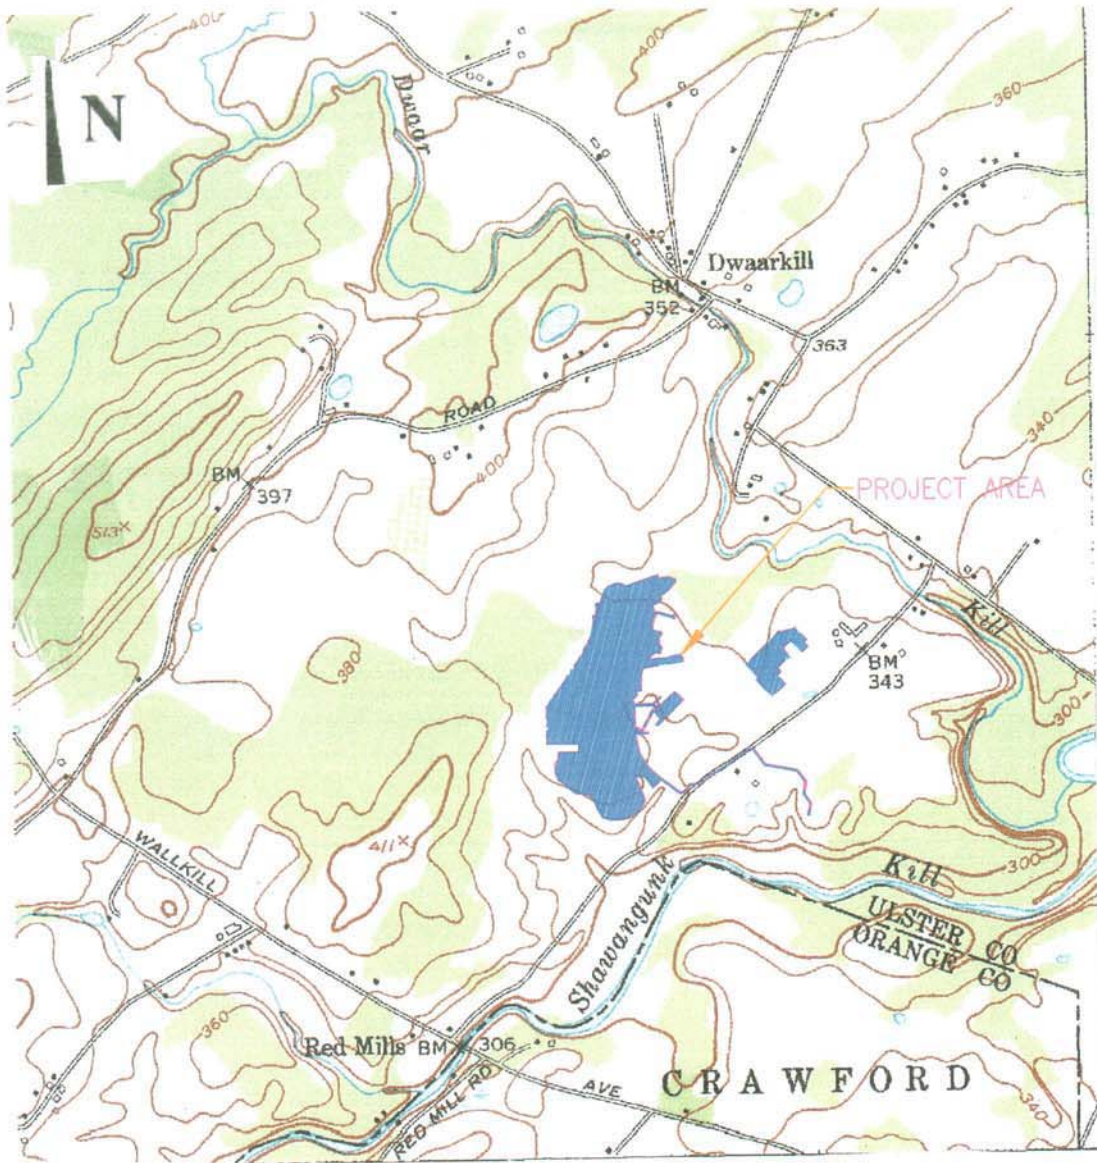 400
N
Dwaar
400
360
Dwaarkill
BM
352
363
ROAD
400
340
BM
397
513
PROJECT AREA
380
Kill
BM
343
300
WALLKILL
411
Shawangunk
Kill
300
ULSTER CO
ORANGE CO
360
Red Mills BM 306
RED MILL RD
AVE
CRAWFORD
340